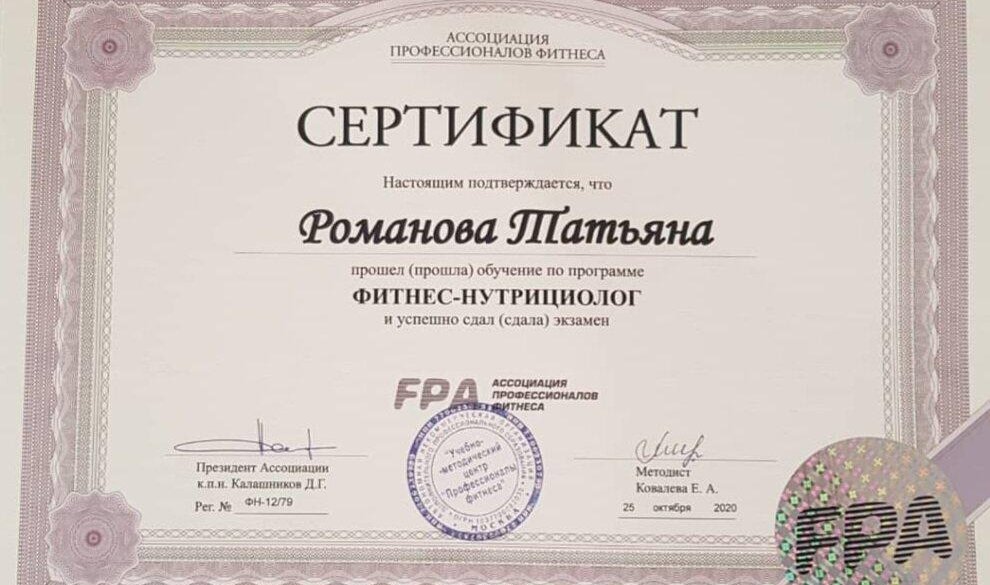 АССОЦИАЦИЯ
ПРОФЕССИОНАЛОВ ФИТНЕСА
СЕРТИФИКАТ
Настоящим подтверждается, что
Романова Татьяна
прошел (прошла) обучение по программе
ФИТНЕС-НУТРИЦИОЛОГ
и успешно сдал (сдала) экзамен
FPA
АССОЦИАЦИЯ
ПРОФЕССИОНАЛОВ
ФИТНЕСА
"Учебно-
-методический
центр
"Профессионалы
фитнеса"
МОСКВА
Президент Ассоциации
к.п.н. Калашников Д.Г.
Рег. № ФН-12/79
Методист
Ковалева Е. А.
25 октября 2020
FPA